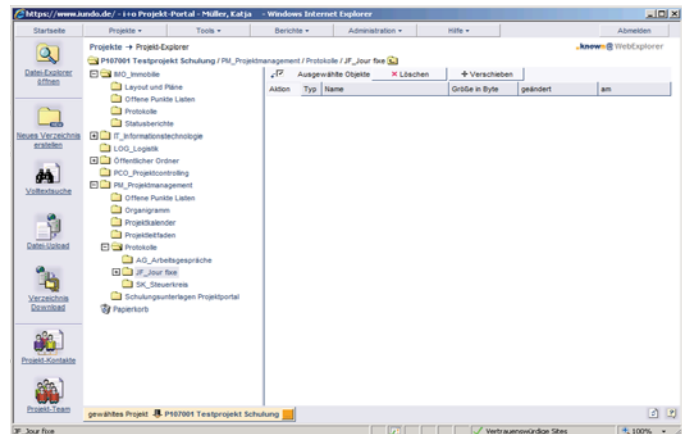 https://www.iundo.de/ - i+o Projekt-Portal - Müller, Katja - Windows Internet Explorer
Startseite Projekte Tools Berichte Administration Hilfe Abmelden
Projekte → Projekt-Explorer
.know@ WebExplorer
P107001 Testprojekt Schulung / PM_Projektmanagement / Protokolle / JF_Jour fixe
Datei-Explorer öffnen
Neues Verzeichnis erstellen
Volltextsuche
Datei-Upload
Verzeichnis Download
Projekt-Kontakte
Projekt-Team
IMO_Immobilie
Layout und Pläne
Offene Punkte Listen
Protokolle
Statusberichte
IT_Informationstechnologie
LOG_Logistik
Öffentlicher Ordner
PCO_Projektcontrolling
PM_Projektmanagement
Offene Punkte Listen
Organigramm
Projektkalender
Projektleitfaden
Protokolle
AG_Arbeitsgespräche
JF_Jour fixe
SK_Steuerkreis
Schulungsunterlagen Projektportal
Papierkorb
Ausgewählte Objekte × Löschen + Verschieben
Aktion Typ Name Größe in Byte geändert am
gewähltes Projekt P107001 Testprojekt Schulung
JF_Jour fixe Vertrauenswürdige Sites 100%